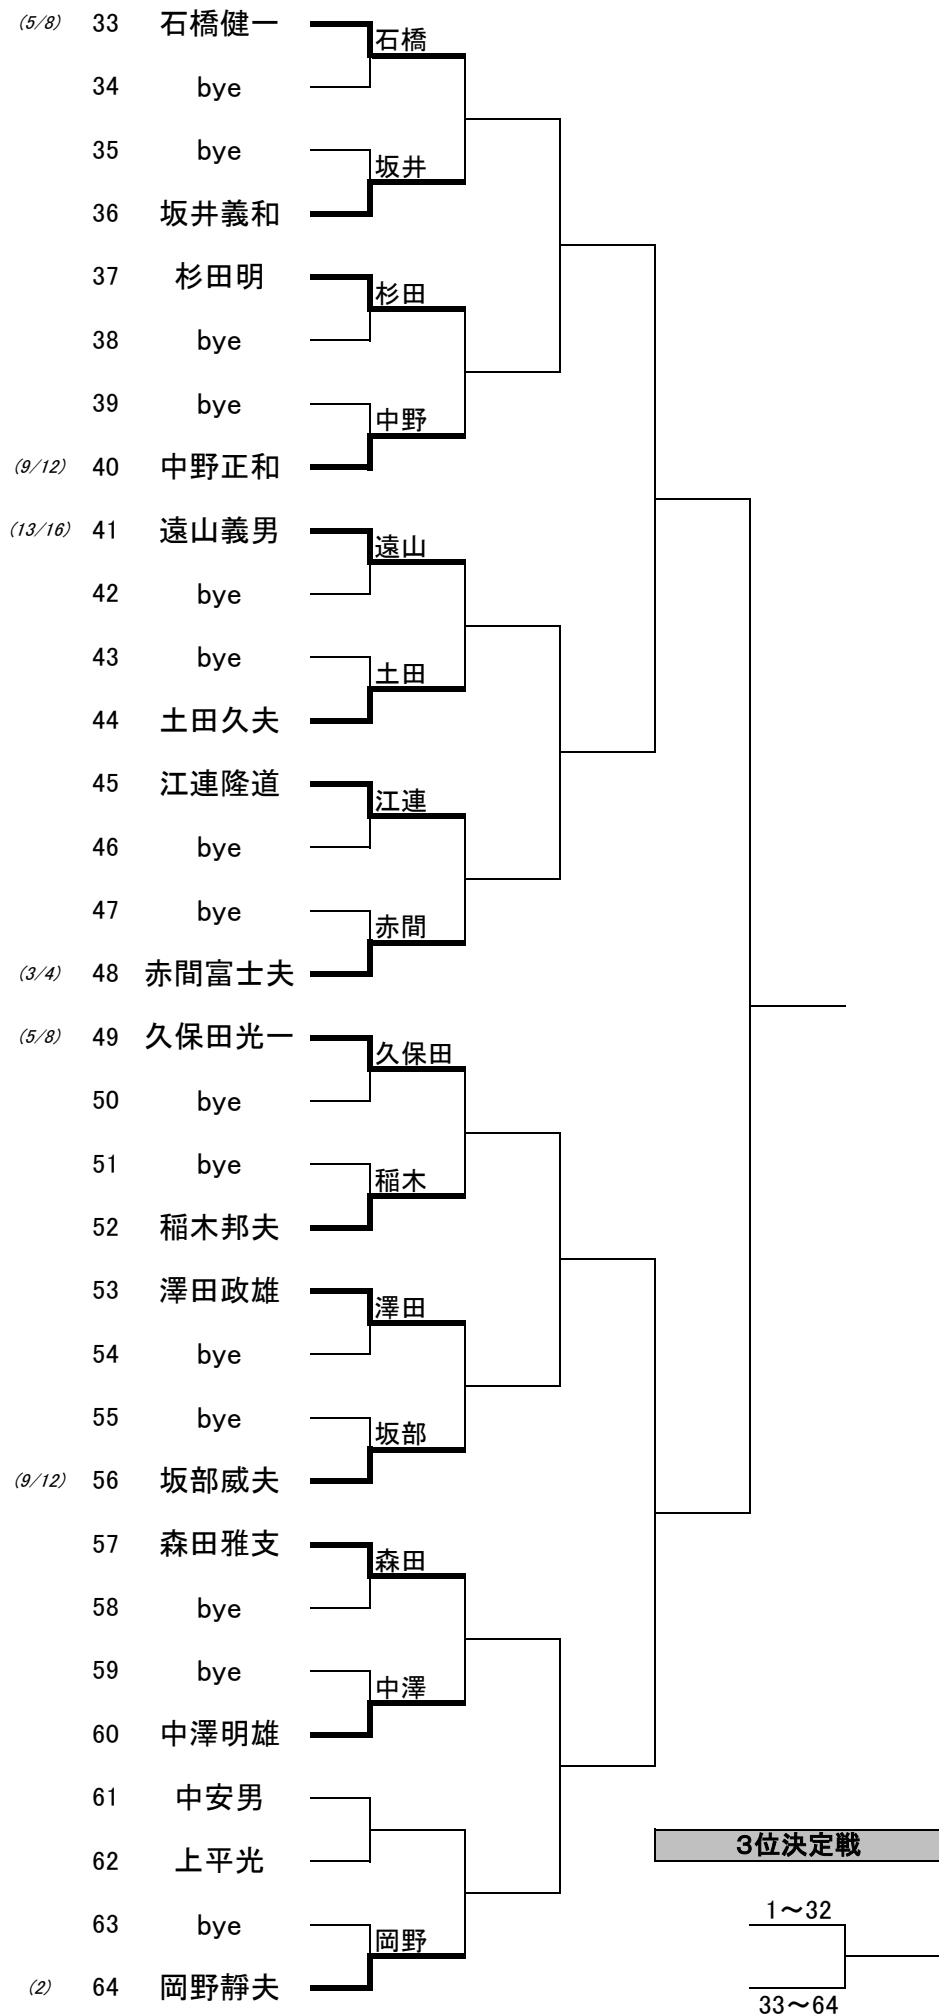 (5/8) 33 石橋健一
石橋
34 bye
35 bye
坂井
36 坂井義和
37 杉田明
杉田
38 bye
39 bye
中野
(9/12) 40 中野正和
(13/16) 41 遠山義男
遠山
42 bye
43 bye
土田
44 土田久夫
45 江連隆道
江連
46 bye
47 bye
赤間
(3/4) 48 赤間富士夫
(5/8) 49 久保田光一
久保田
50 bye
51 bye
稲木
52 稲木邦夫
53 澤田政雄
澤田
54 bye
55 bye
坂部
(9/12) 56 坂部威夫
57 森田雅支
森田
58 bye
59 bye
中澤
60 中澤明雄
61 中安男
3位決定戦
62 上平光
1～32
63 bye
岡野
(2) 64 岡野靜夫
33～64